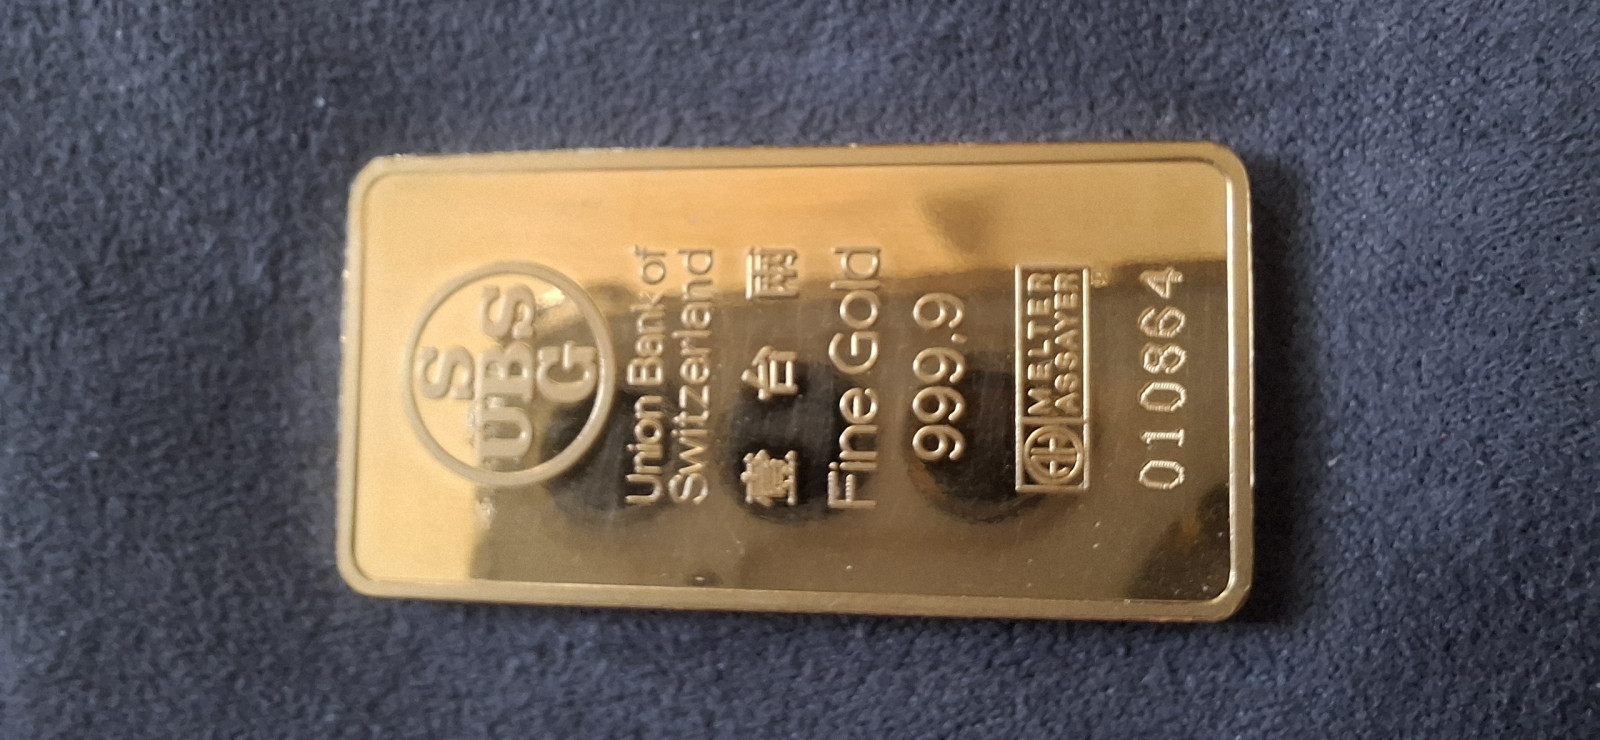 S
UBS
G
Union Bank of
Switzerland
壹台兩
Fine Gold
999.9
MELTER
ASSAYER
010864